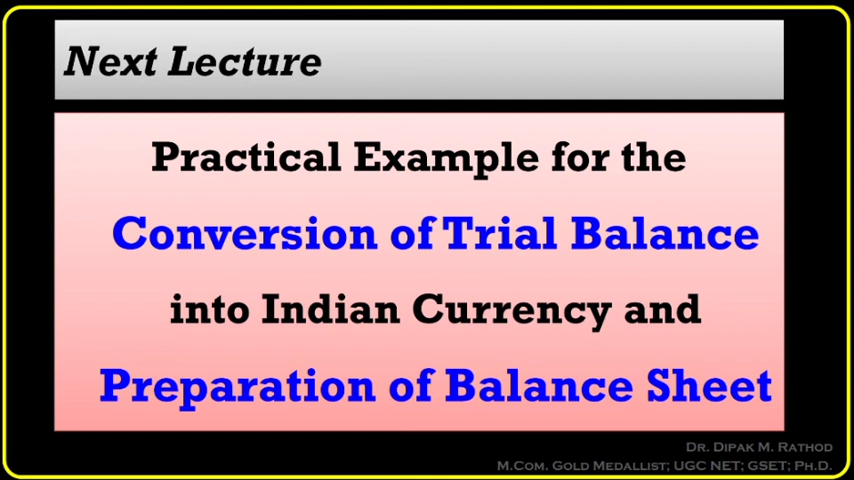 Next Lecture
Practical Example for the
Conversion of Trial Balance
into Indian Currency and
Preparation of Balance Sheet
Dr. Dipak M. Rathod
M.Com. Gold Medallist; UGC NET; GSET; Ph.D.